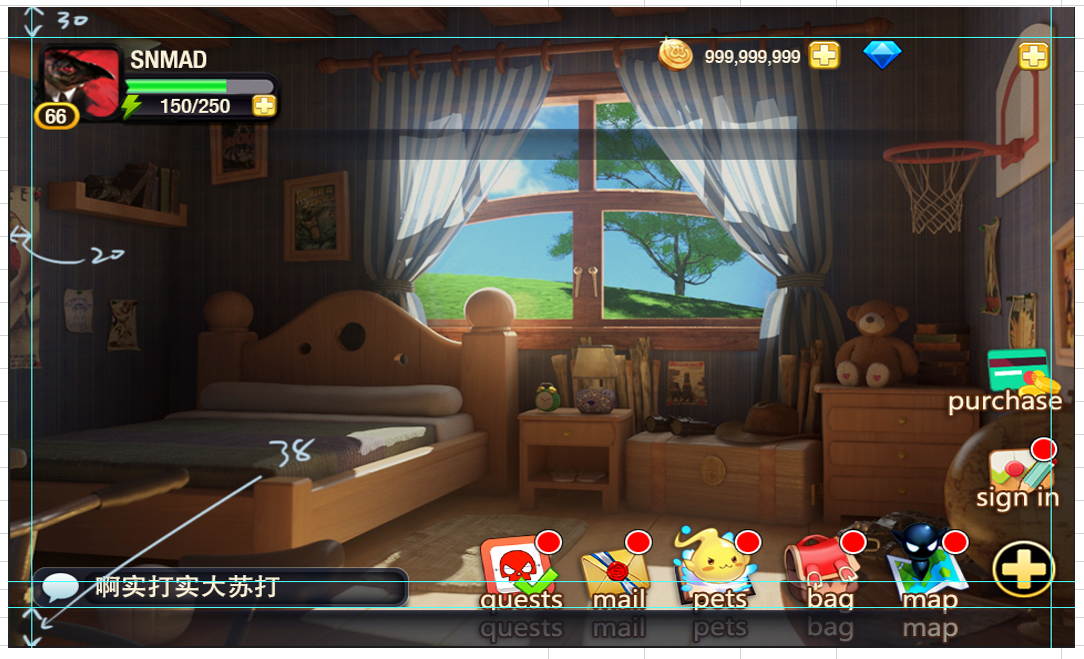 30
SNMAD
999,999,999
150/250
66
20
purchase
38
sign in
啊实打实大苏打
quests
mail
pets
bag
map
quests
mail
pets
bag
map